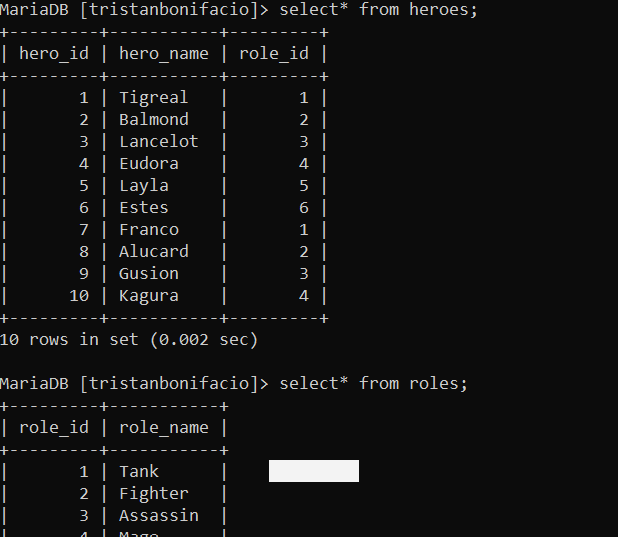 MariaDB [tristanbonifacio]> select* from heroes;
+---------+-----------+---------+
| hero_id | hero_name | role_id |
+---------+-----------+---------+
|       1 | Tigreal   |       1 |
|       2 | Balmond   |       2 |
|       3 | Lancelot  |       3 |
|       4 | Eudora    |       4 |
|       5 | Layla     |       5 |
|       6 | Estes     |       6 |
|       7 | Franco    |       1 |
|       8 | Alucard   |       2 |
|       9 | Gusion    |       3 |
|      10 | Kagura    |       4 |
+---------+-----------+---------+
10 rows in set (0.002 sec)
MariaDB [tristanbonifacio]> select* from roles;
+---------+-----------+
| role_id | role_name |
+---------+-----------+
|       1 | Tank      |
|       2 | Fighter   |
|       3 | Assassin  |
|       4 | Mage      |